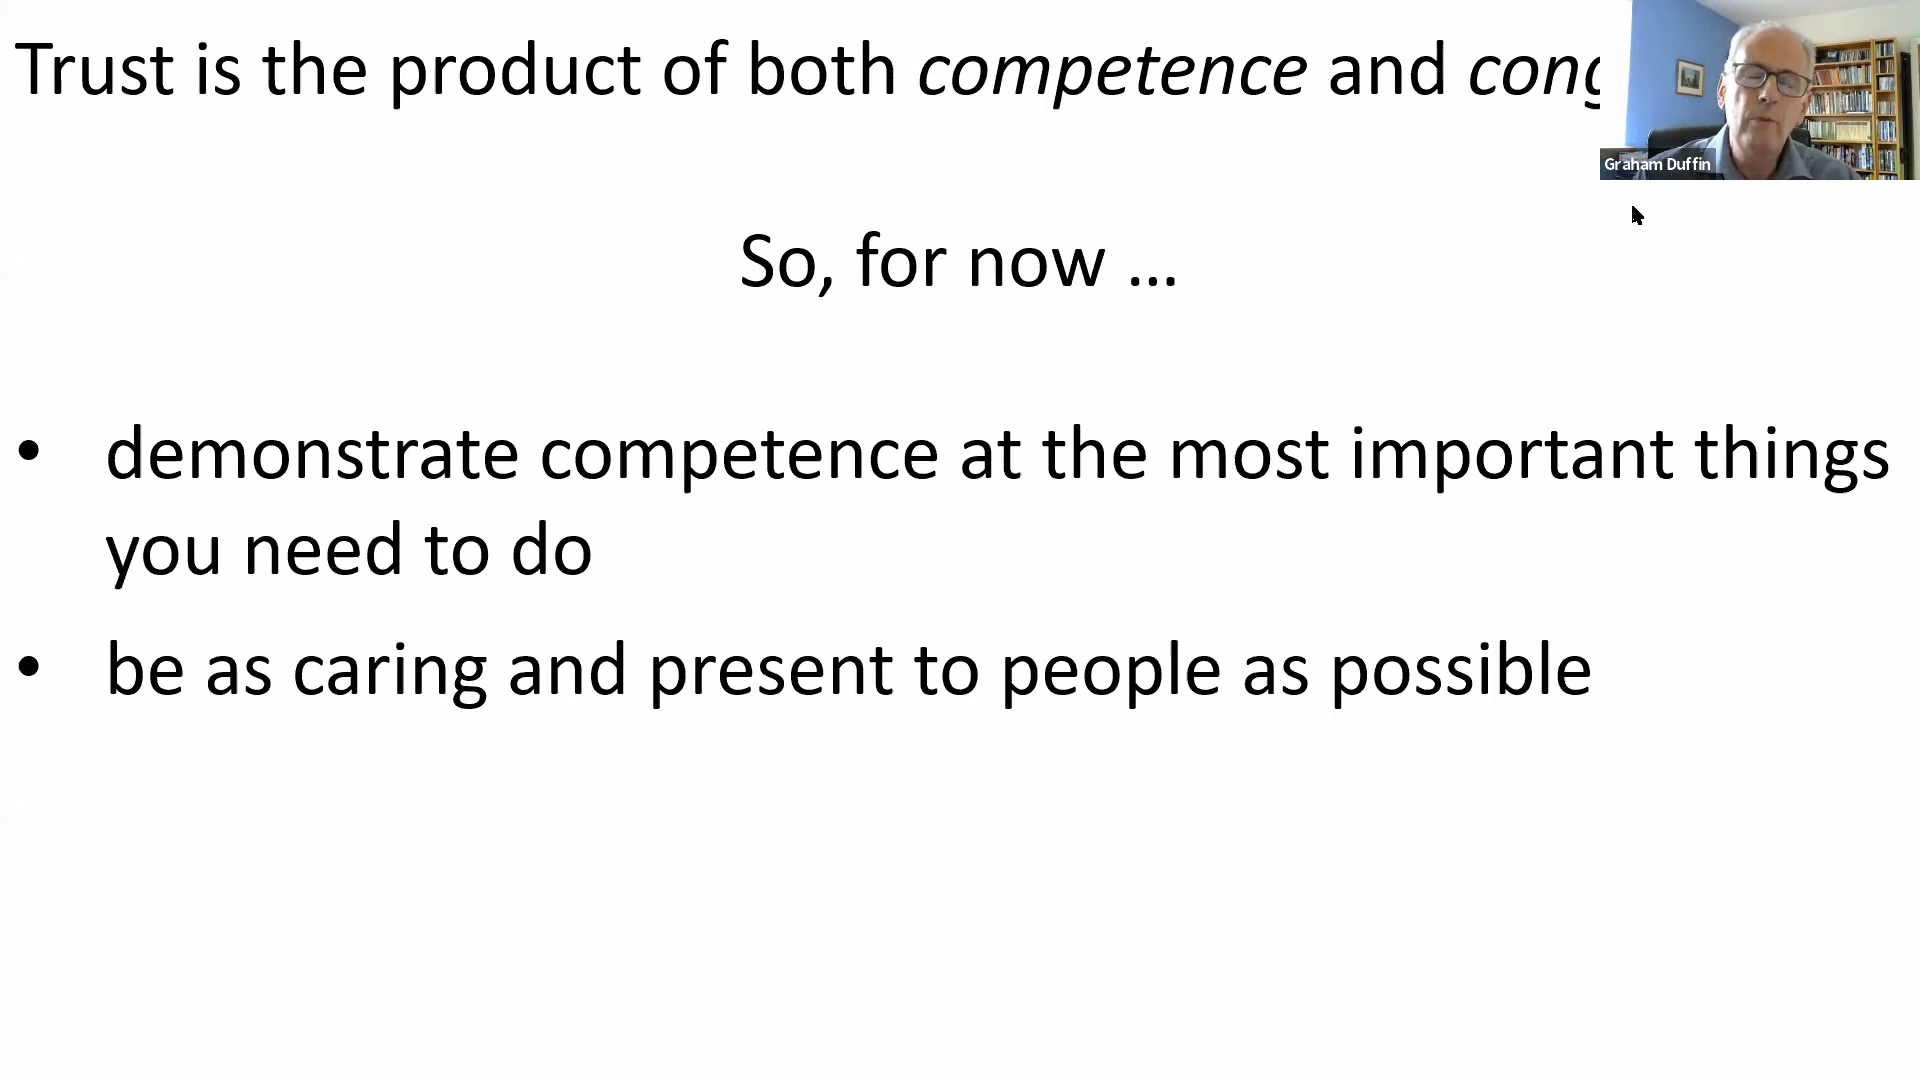 Trust is the product of both competence and cong
Graham Duffin
So, for now ...
• demonstrate competence at the most important things
you need to do
• be as caring and present to people as possible